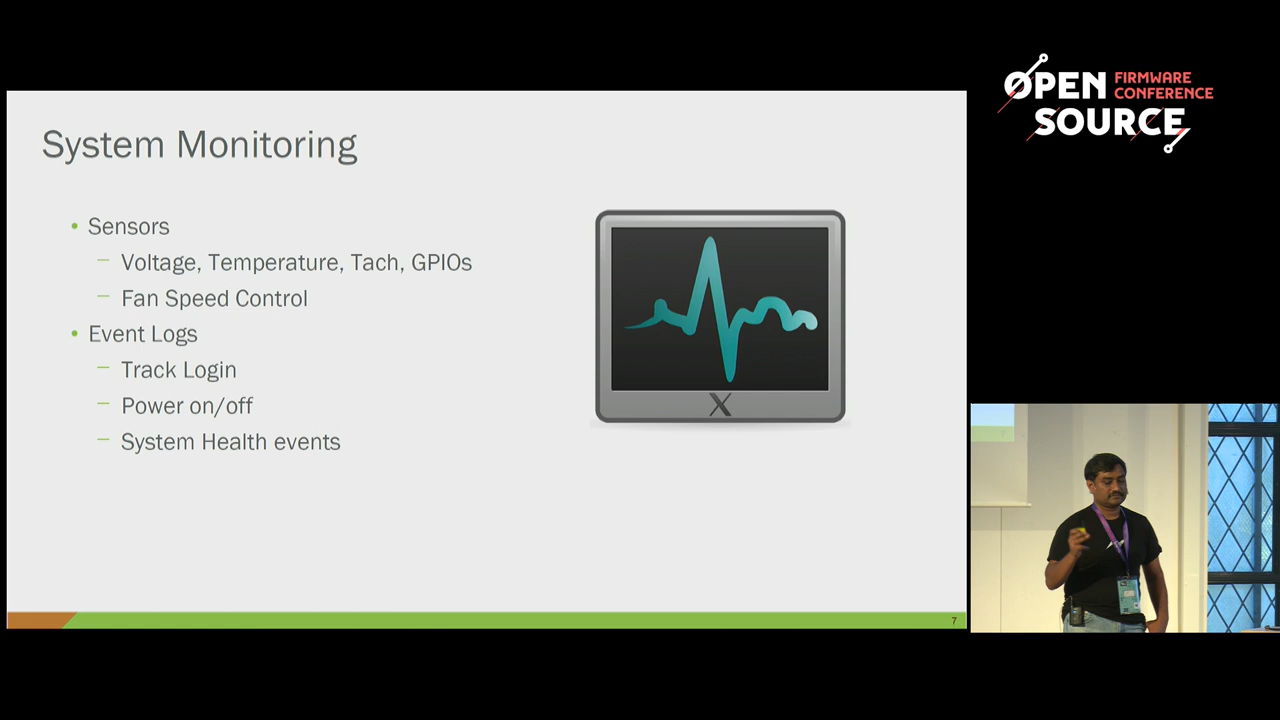 OPEN FIRMWARE
CONFERENCE
SOURCE
System Monitoring
• Sensors
– Voltage, Temperature, Tach, GPIOs
– Fan Speed Control
• Event Logs
– Track Login
– Power on/off
– System Health events
X
7